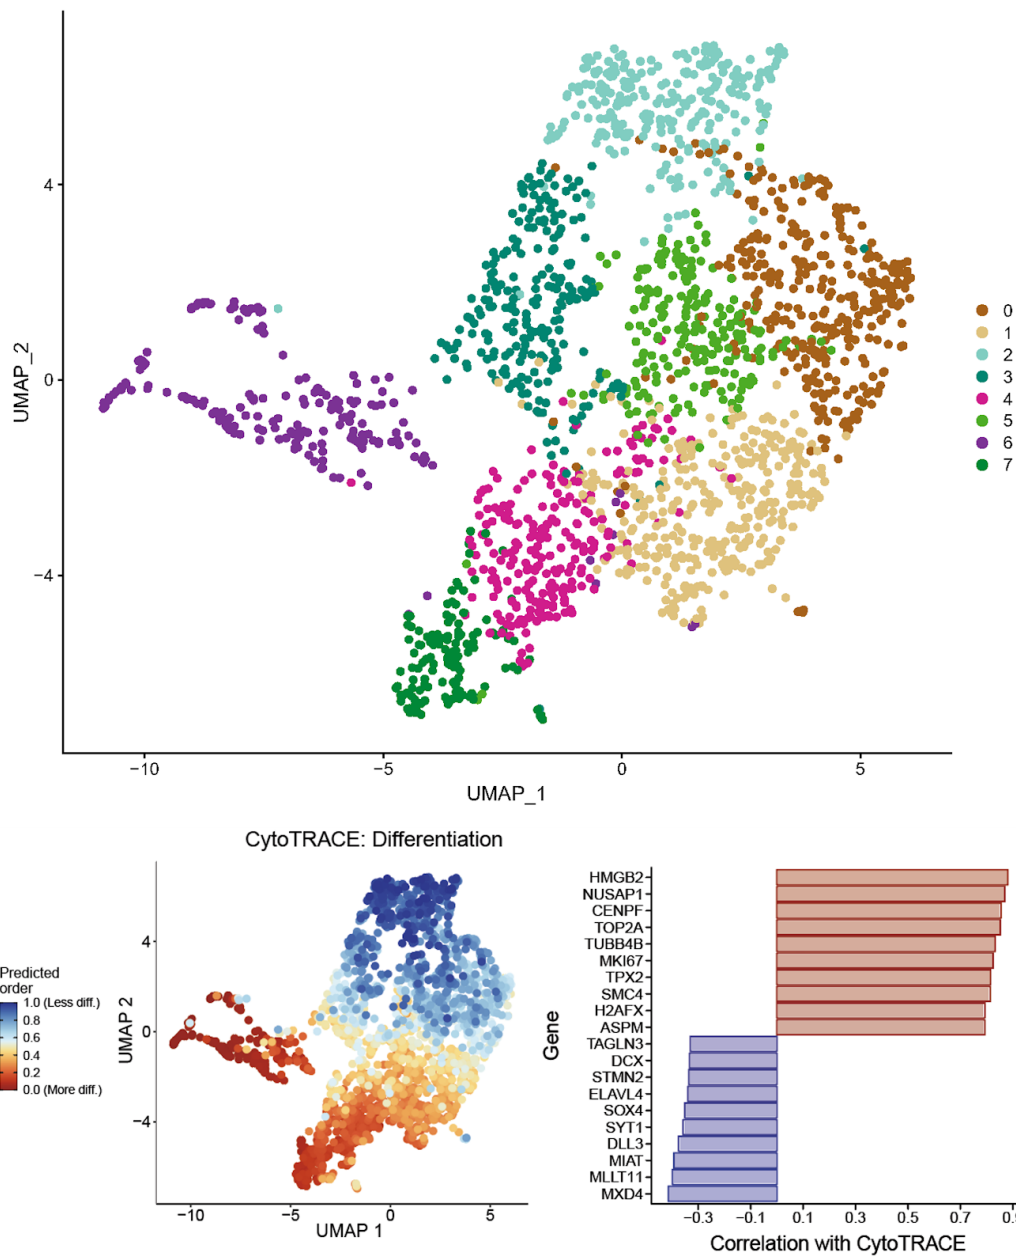 UMAP_2
4
0
−4
−10
−5
0
5
UMAP_1
0
1
2
3
4
5
6
7
CytoTRACE: Differentiation
Predicted
order
1.0 (Less diff.)
0.8
0.6
0.4
0.2
0.0 (More diff.)
UMAP 2
4
0
−4
−10
−5
0
5
UMAP 1
Gene
HMGB2
NUSAP1
CENPF
TOP2A
TUBB4B
MKI67
TPX2
SMC4
H2AFX
ASPM
TAGLN3
DCX
STMN2
ELAVL4
SOX4
SYT1
DLL3
MIAT
MLLT11
MXD4
−0.3
−0.1
0.1
0.3
0.5
0.7
Correlation with CytoTRACE